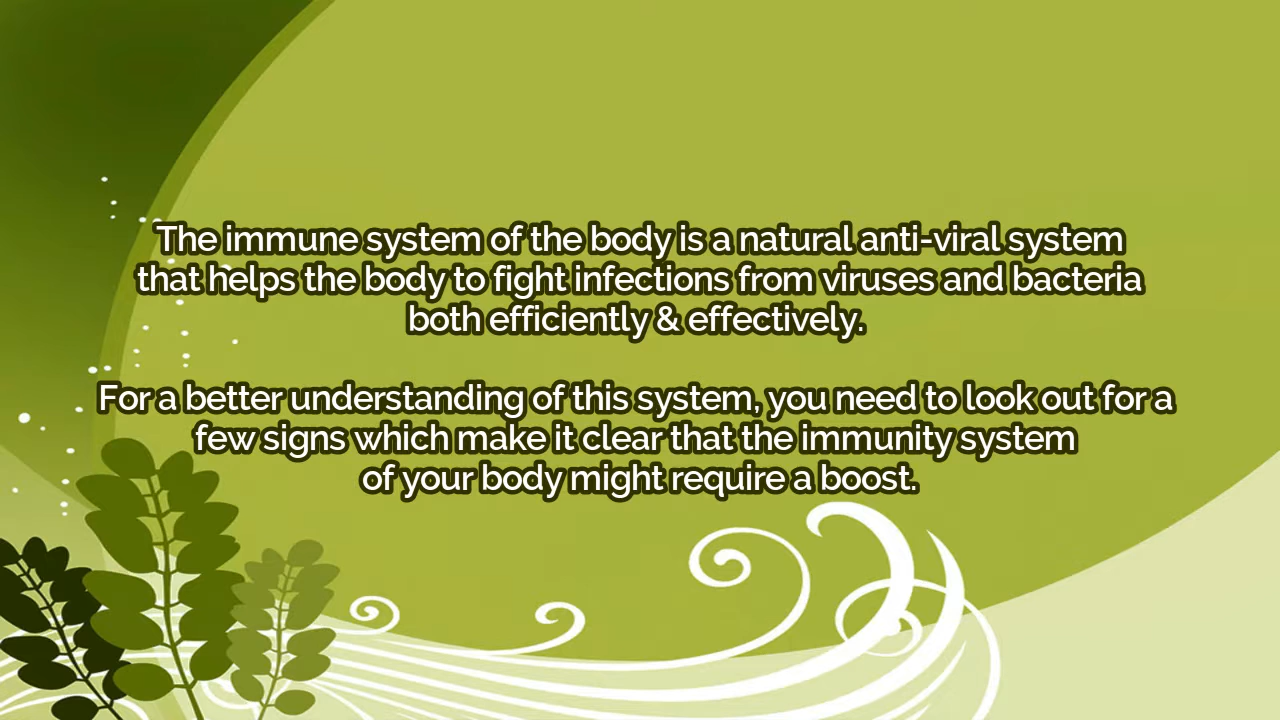 The immune system of the body is a natural anti-viral system
that helps the body to fight infections from viruses and bacteria
both efficiently & effectively.
For a better understanding of this system, you need to look out for a
few signs which make it clear that the immunity system
of your body might require a boost.